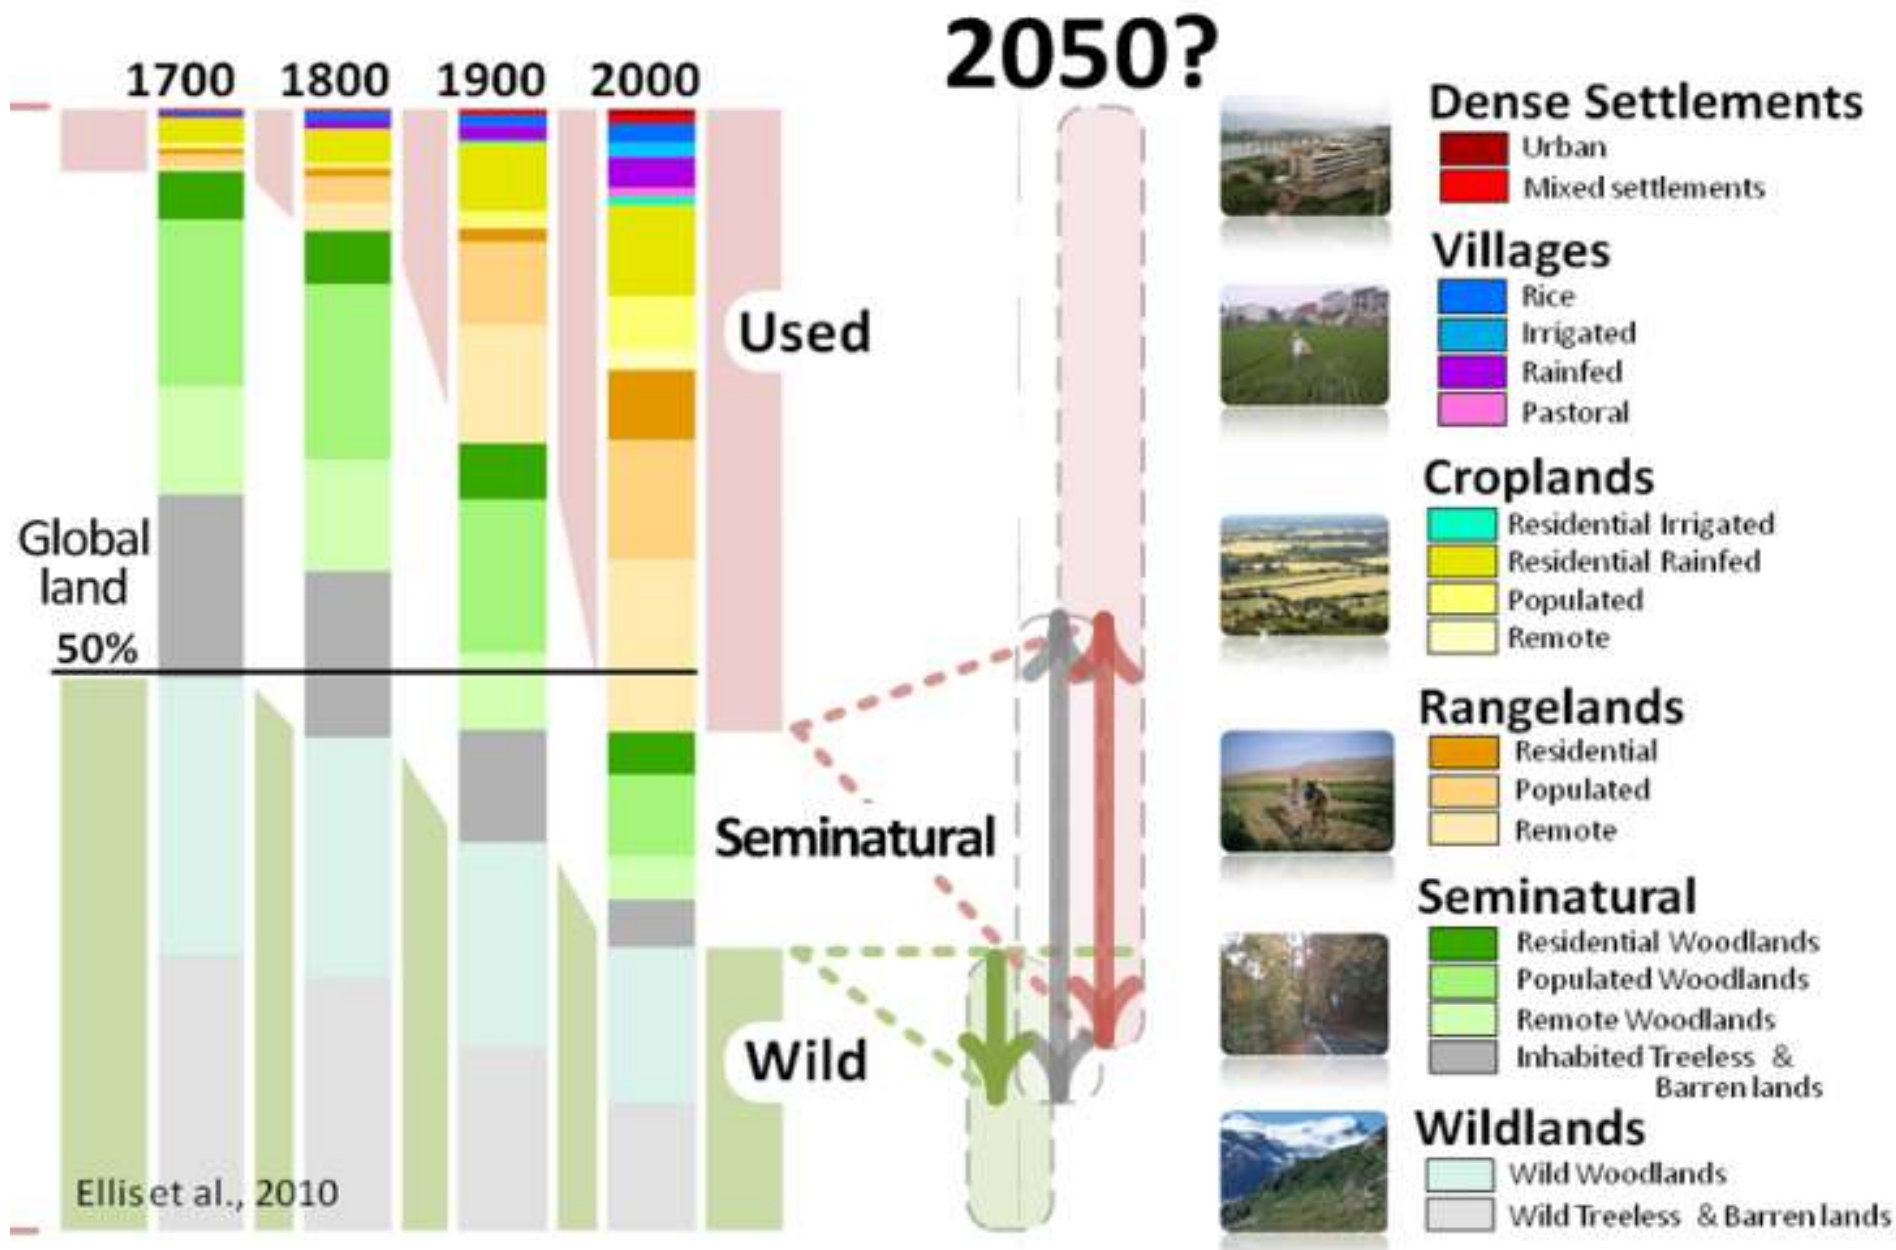 2050?
1700 1800 1900 2000
Used
Global
land
50%
Seminatural
Wild
Ellis et al., 2010
Dense Settlements
Urban
Mixed settlements
Villages
Rice
Irrigated
Rainfed
Pastoral
Croplands
Residential Irrigated
Residential Rainfed
Populated
Remote
Rangelands
Residential
Populated
Remote
Seminatural
Residential Woodlands
Populated Woodlands
Remote Woodlands
Inhabited Treeless &
Barren lands
Wildlands
Wild Woodlands
Wild Treeless & Barren lands